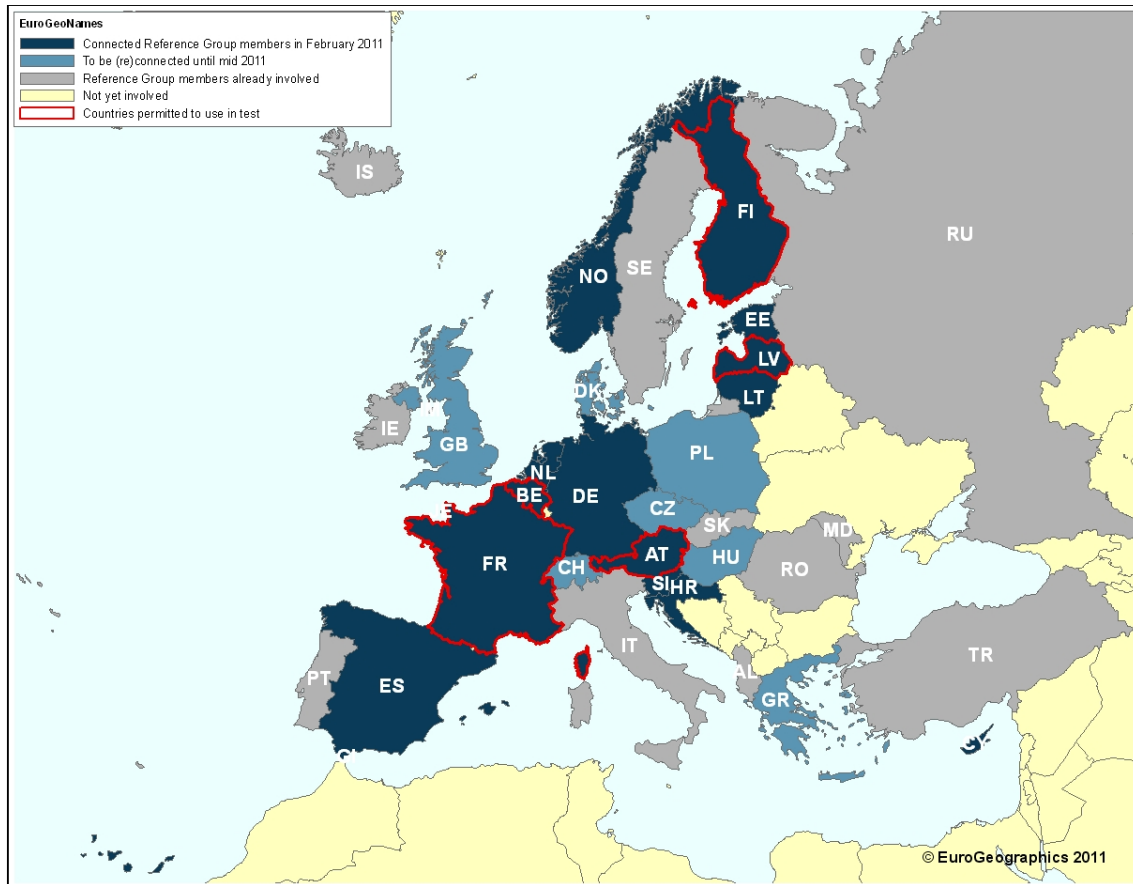 EuroGeoNames
Connected Reference Group members in February 2011
To be (re)connected until mid 2011
Reference Group members already involved
Not yet involved
Countries permitted to use in test
IS
FI
RU
NO
SE
EE
LV
LT
DK
IE
GB
NL
PL
BE
DE
CZ
SK
MD
FR
AT
HU
CH
RO
SI
HR
IT
TR
PT
AL
ES
GR
CY
© EuroGeographics 2011